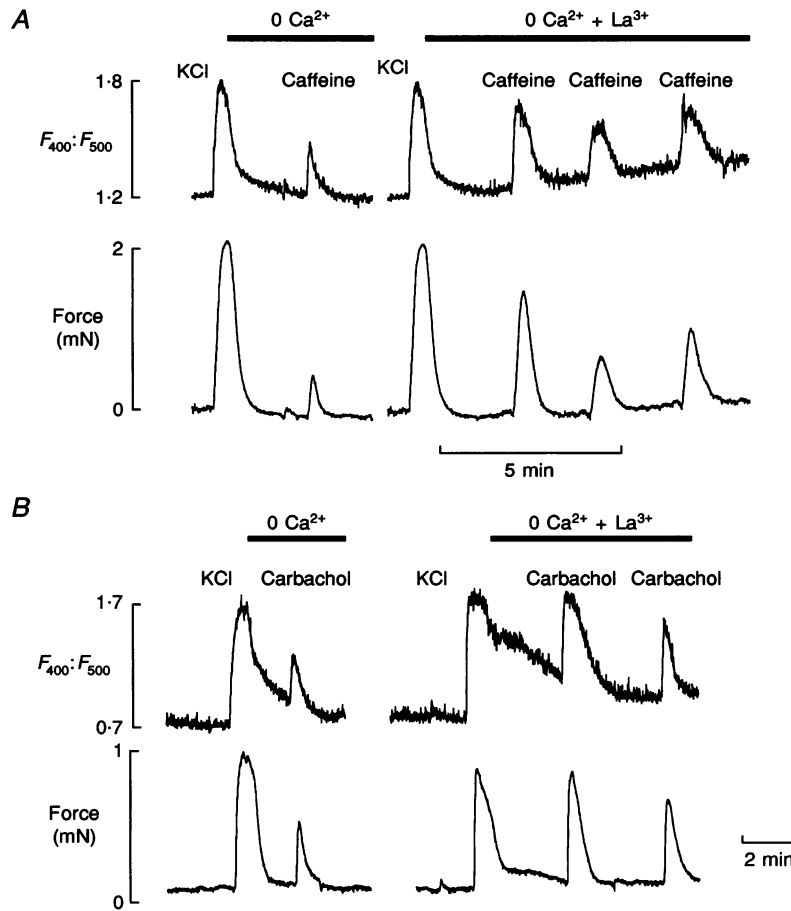 A
0 Ca²⁺ 0 Ca²⁺ + La³⁺
KCl Caffeine KCl Caffeine Caffeine Caffeine
1·8
F₄₀₀:F₅₀₀
1·2
2
Force
(mN)
0
5 min
B
0 Ca²⁺ 0 Ca²⁺ + La³⁺
KCl Carbachol KCl Carbachol Carbachol
1·7
F₄₀₀:F₅₀₀
0·7
1
Force
(mN)
2 min
0